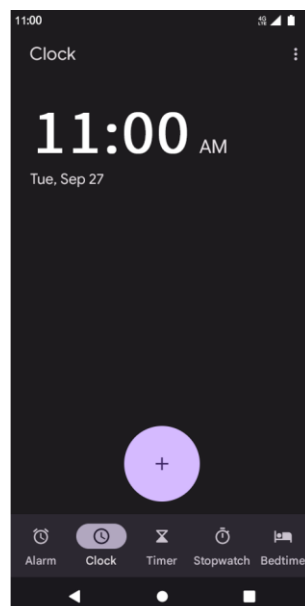 11:00
Clock
11:00 AM
Tue, Sep 27
Alarm Clock Timer Stopwatch Bedtime